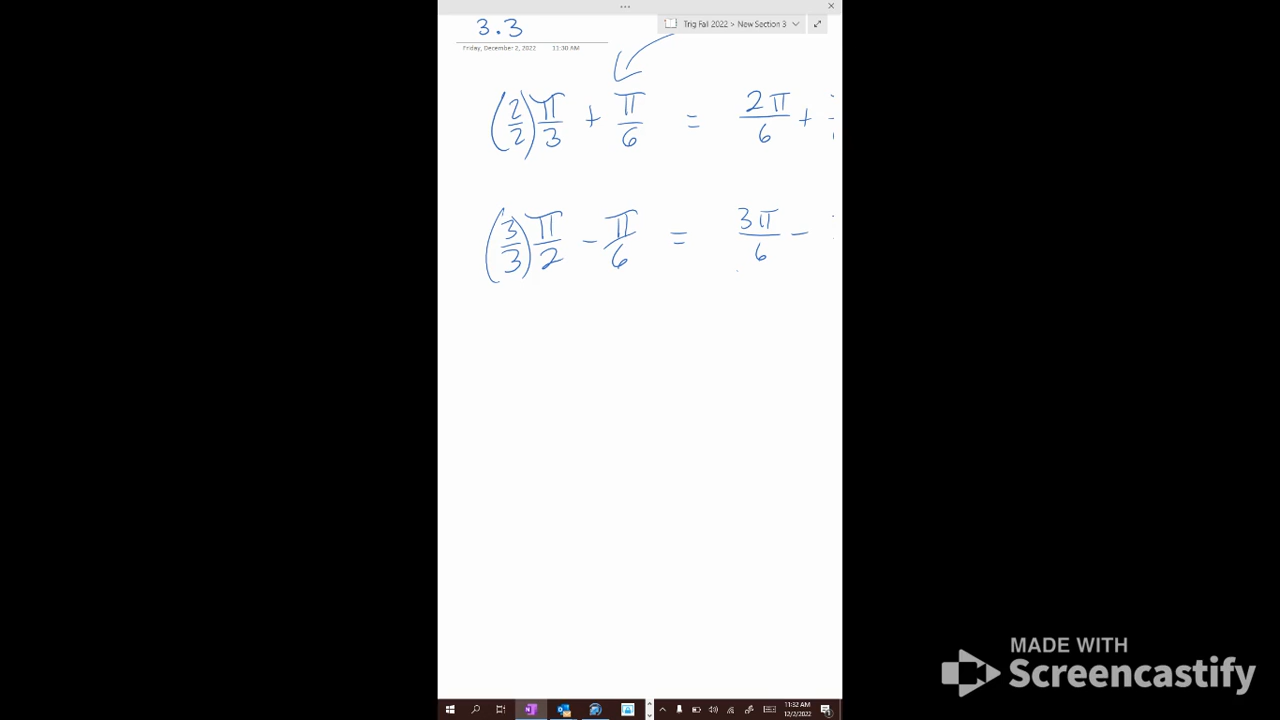 Trig Fall 2022 > New Section 3
3.3
Friday, December 2, 2022 11:30 AM
(2/2) π/3 + π/6 = 2π/6 +
(3/3) π/2 - π/6 = 3π/6 -
11:32 AM
12/2/2022
MADE WITH
Screencastify